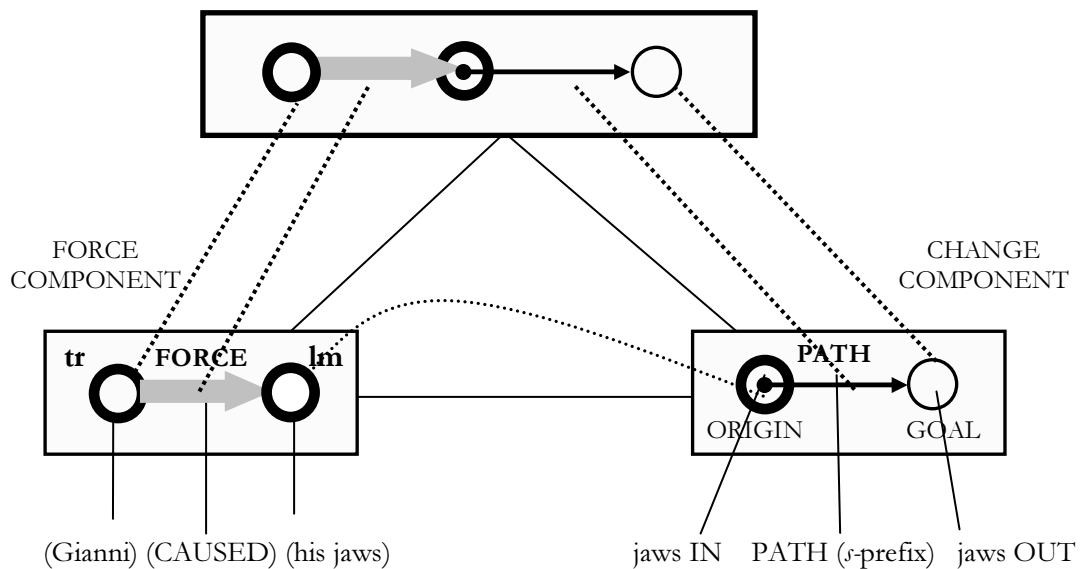 FORCE
COMPONENT
CHANGE
COMPONENT
tr FORCE lm
PATH
ORIGIN GOAL
(Gianni) (CAUSED) (his jaws)
jaws IN PATH (s-prefix) jaws OUT